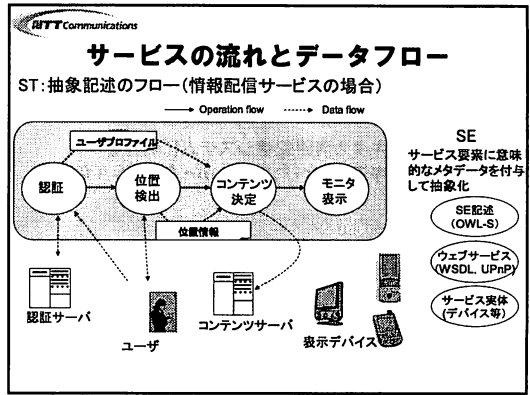 NTT Communications
サービスの流れとデータフロー
ST:抽象記述のフロー(情報配信サービスの場合)
Operation flow
Data flow
ユーザプロファイル
認証
位置
検出
コンテンツ
決定
モニタ
表示
位置情報
SE
サービス要素に意味
的なメタデータを付与
して抽象化
SE記述
(OWL-S)
ウェブサービス
(WSDL, UPnP)
サービス実体
(デバイス等)
認証サーバ
ユーザ
コンテンツサーバ
表示デバイス